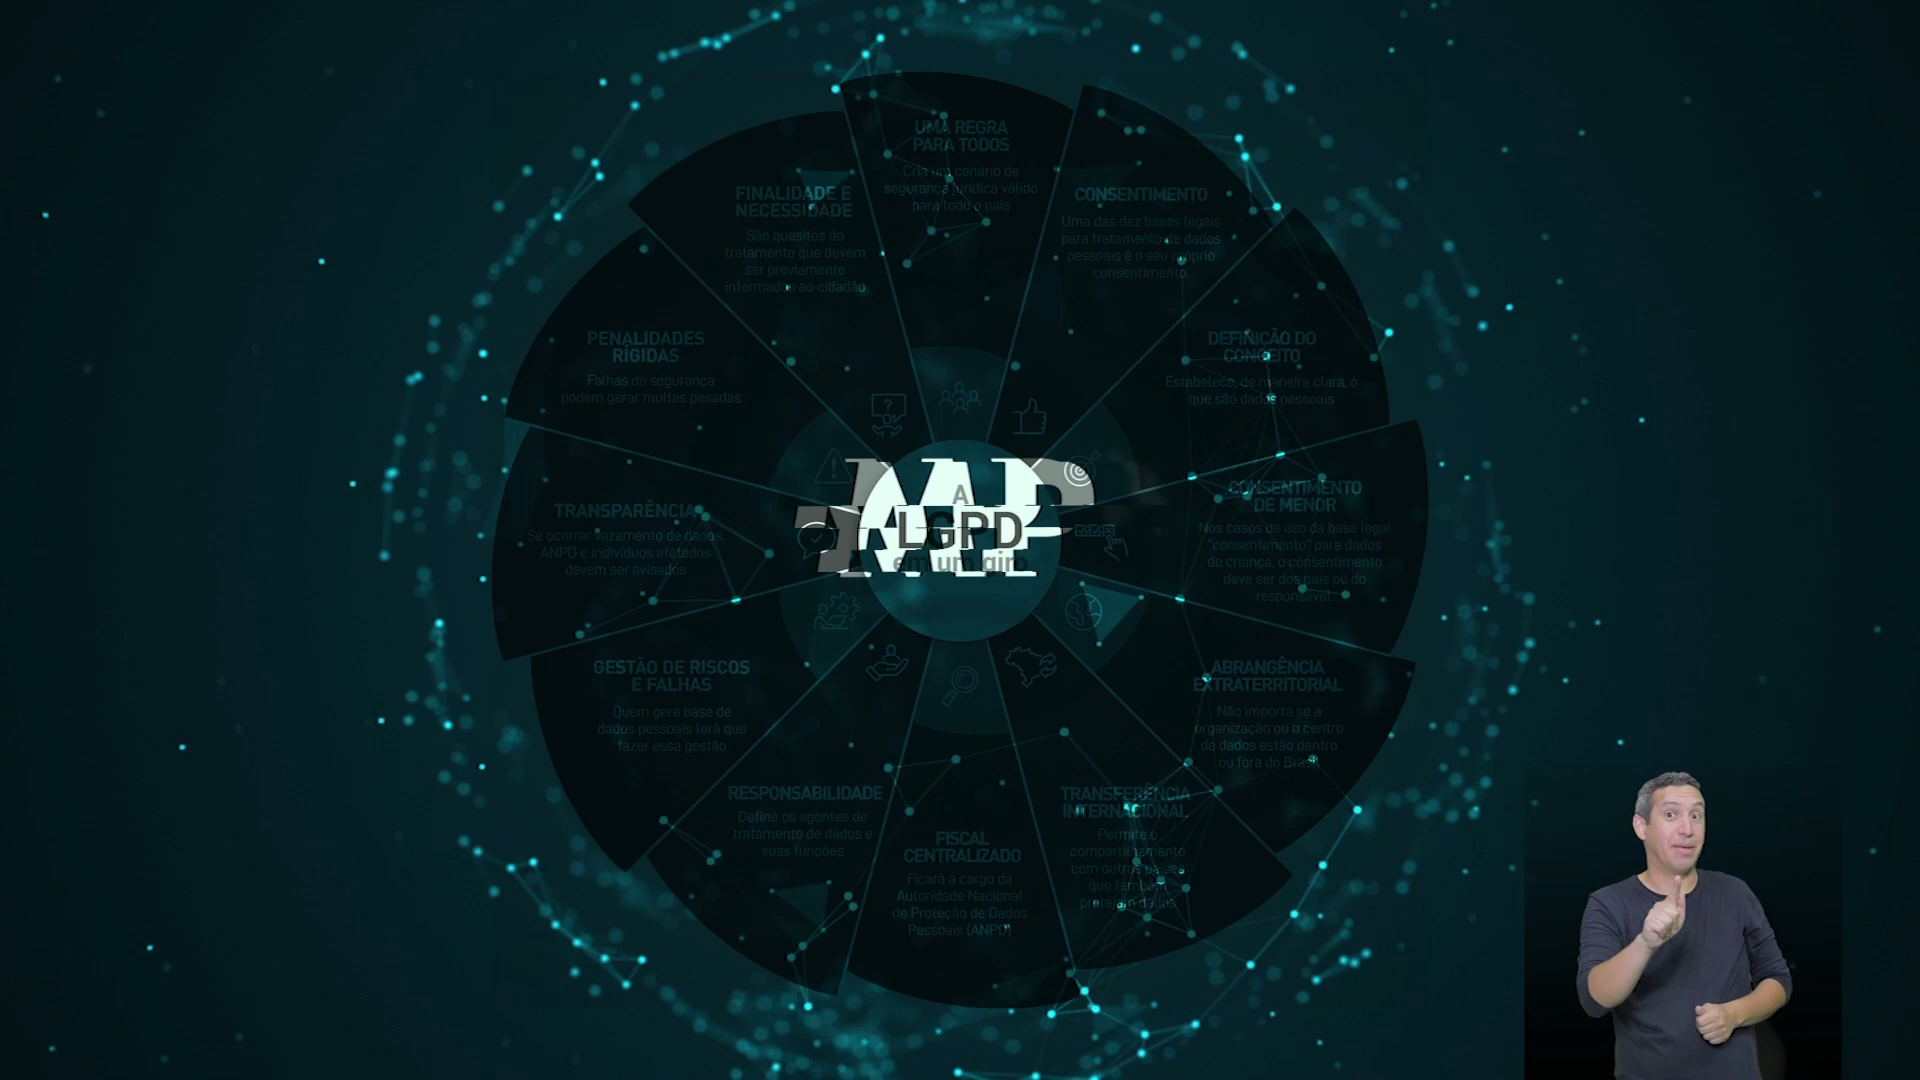 UMA REGRA
PARA TODOS
Cria um cenário de
segurança jurídica válido
para todo o país
CONSENTIMENTO
Uma das dez bases legais
para tratamento de dados
pessoais é o seu próprio
consentimento.
DEFINIÇÃO DO
CONCEITO
Estabelece, de maneira clara, o
que são dados pessoais
CONSENTIMENTO
DE MENOR
Nos casos de uso da base legal
"consentimento" para dados
de criança, o consentimento
deve ser dos pais ou do
responsável
ABRANGÊNCIA
EXTRATERRITORIAL
Não importa se a
organização ou o centro
de dados estão dentro
ou fora do Brasil
TRANSFERÊNCIA
INTERNACIONAL
Permite o
compartilhamento
com outros países
que também
protejam dados
FISCAL
CENTRALIZADO
Ficará a cargo da
Autoridade Nacional
de Proteção de Dados
Pessoais (ANPD)
RESPONSABILIDADE
Define os agentes de
tratamento de dados e
suas funções
GESTÃO DE RISCOS
E FALHAS
Quem gere base de
dados pessoais terá que
fazer essa gestão
TRANSPARÊNCIA
Se ocorrer vazamento de dados,
ANPD e indivíduos afetados
devem ser avisados
PENALIDADES
RÍGIDAS
Falhas de segurança
podem gerar multas pesadas
FINALIDADE E
NECESSIDADE
São quesitos do
tratamento que devem
ser previamente
informados ao cidadão
A
LGPD
em um giro